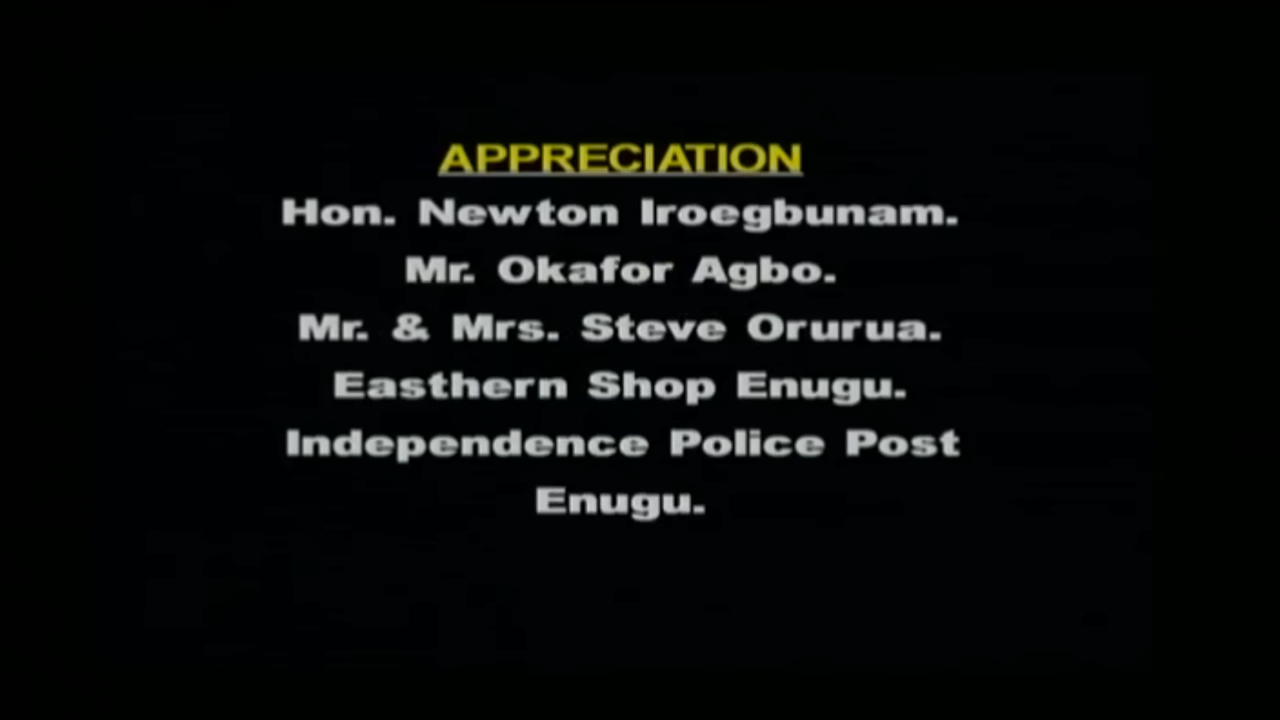 APPRECIATION
Hon. Newton Iroegbunam.
Mr. Okafor Agbo.
Mr. & Mrs. Steve Orurua.
Easthern Shop Enugu.
Independence Police Post
Enugu.